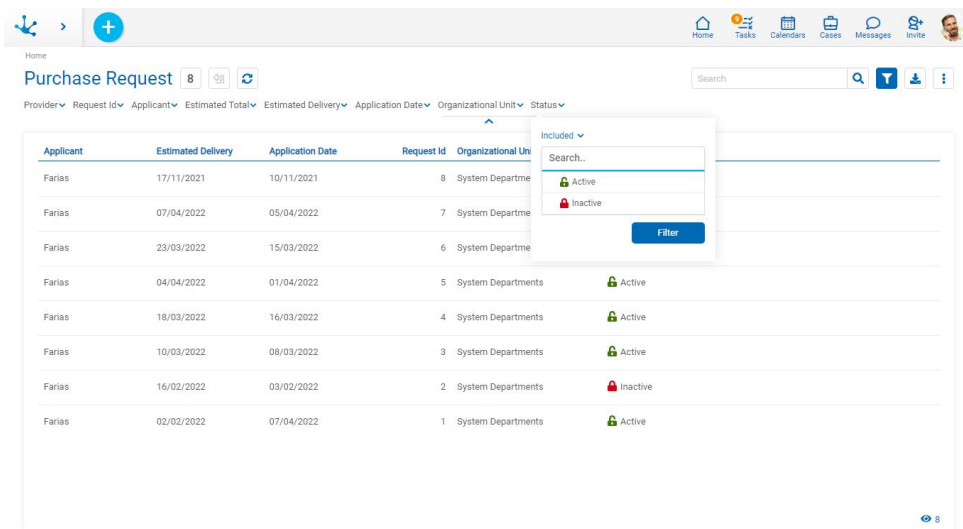 9
Home Tasks Calendars Cases Messages Invite
Home
Purchase Request 8
Search
Provider Request Id Applicant Estimated Total Estimated Delivery Application Date Organizational Unit Status
Included
Search..
Active
Inactive
Filter
Applicant Estimated Delivery Application Date Request Id Organizational Un
Farias 17/11/2021 10/11/2021 8 System Departme
Farias 07/04/2022 05/04/2022 7 System Departme
Farias 23/03/2022 15/03/2022 6 System Departme
Farias 04/04/2022 01/04/2022 5 System Departments Active
Farias 18/03/2022 16/03/2022 4 System Departments Active
Farias 10/03/2022 08/03/2022 3 System Departments Active
Farias 16/02/2022 03/02/2022 2 System Departments Inactive
Farias 02/02/2022 07/04/2022 1 System Departments Active
8